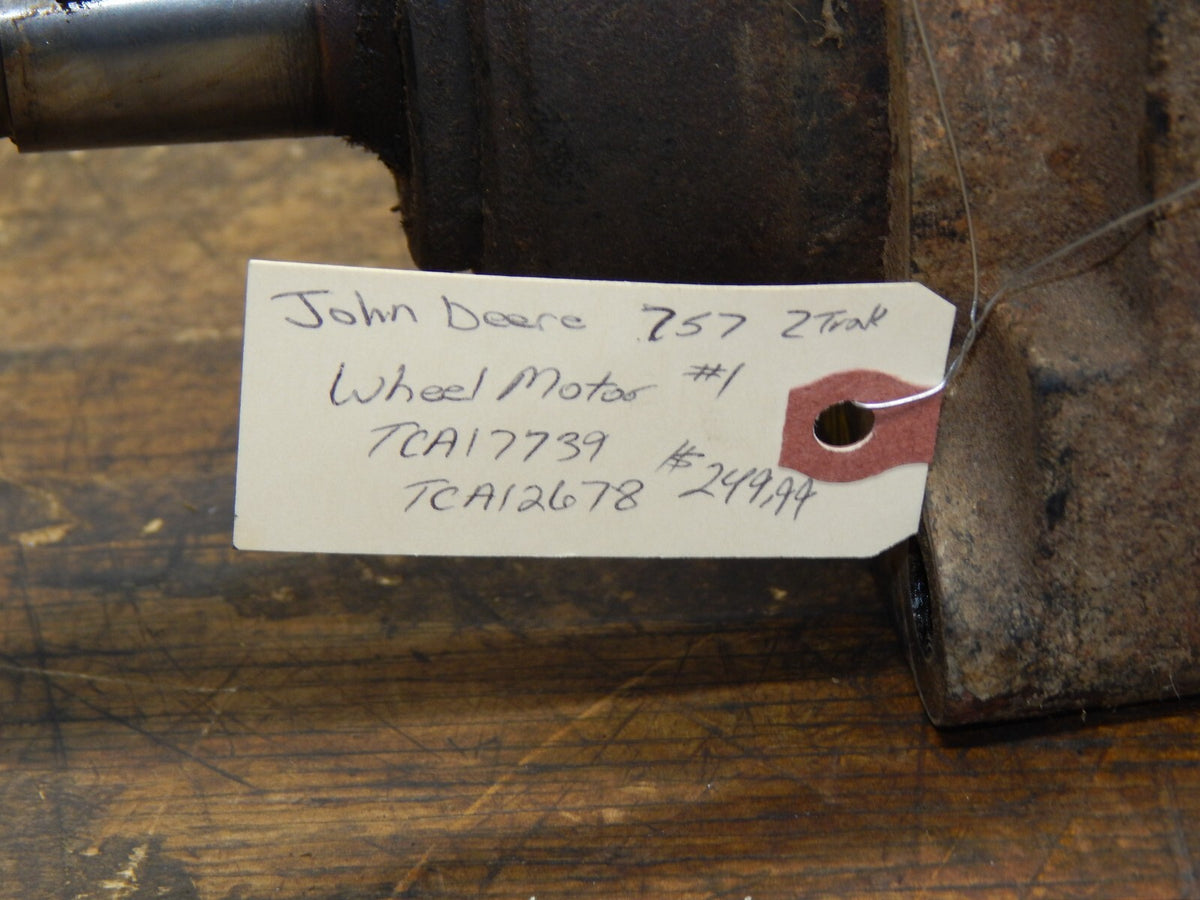 John Deere 757 ZTrak
Wheel Motor #1
TCA17739
TCA12678 $249.99